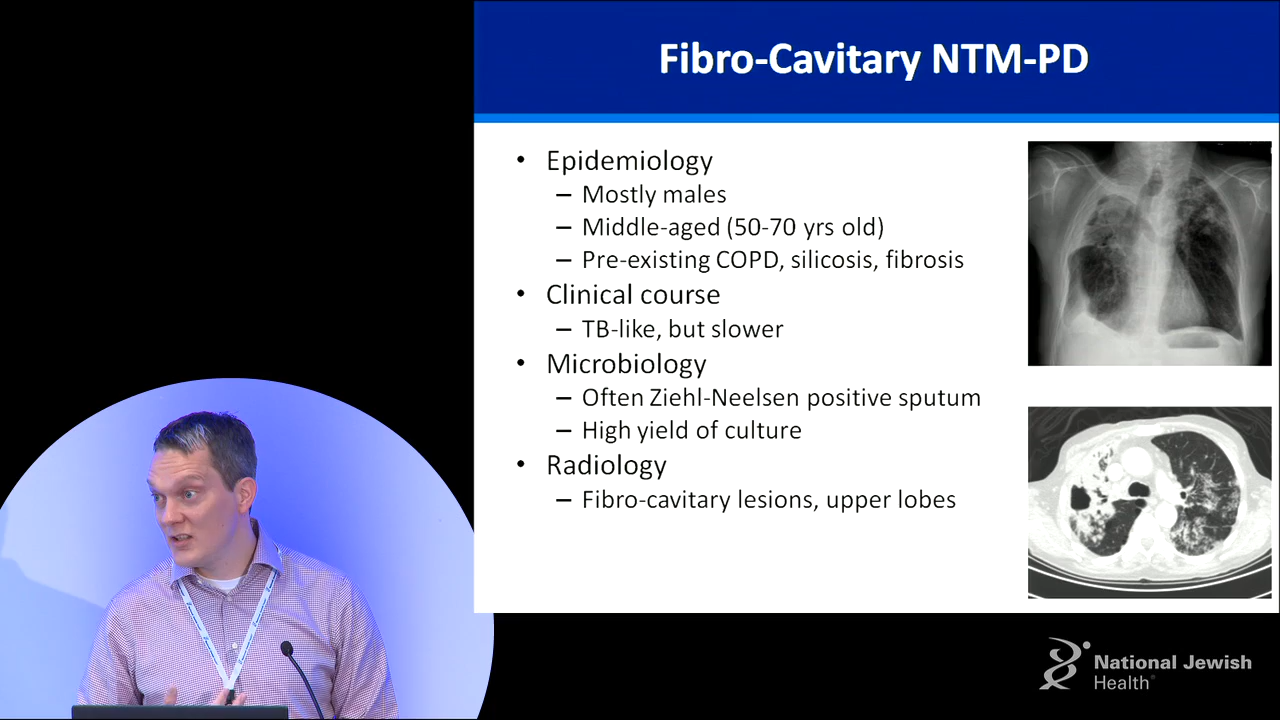 Fibro-Cavitary NTM-PD
• Epidemiology
– Mostly males
– Middle-aged (50-70 yrs old)
– Pre-existing COPD, silicosis, fibrosis
• Clinical course
– TB-like, but slower
• Microbiology
– Often Ziehl-Neelsen positive sputum
– High yield of culture
• Radiology
– Fibro-cavitary lesions, upper lobes
National Jewish
Health®